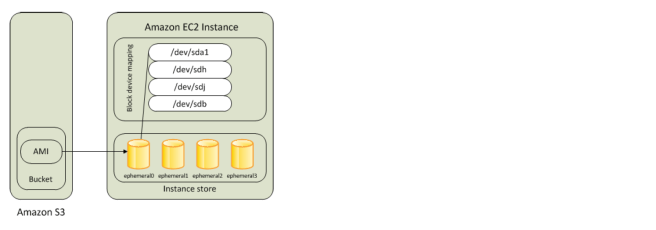 Amazon EC2 Instance
Block device mapping
/dev/sda1
/dev/sdh
/dev/sdj
/dev/sdb
AMI
Bucket
ephemeral0 ephemeral1 ephemeral2 ephemeral3
Instance store
Amazon S3